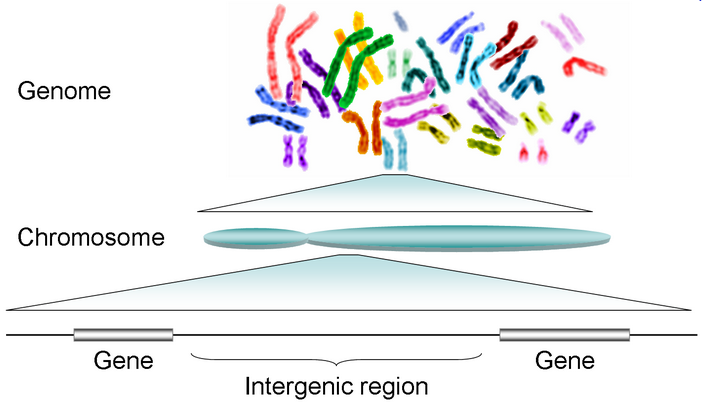 Genome
Chromosome
Gene
Gene
Intergenic region